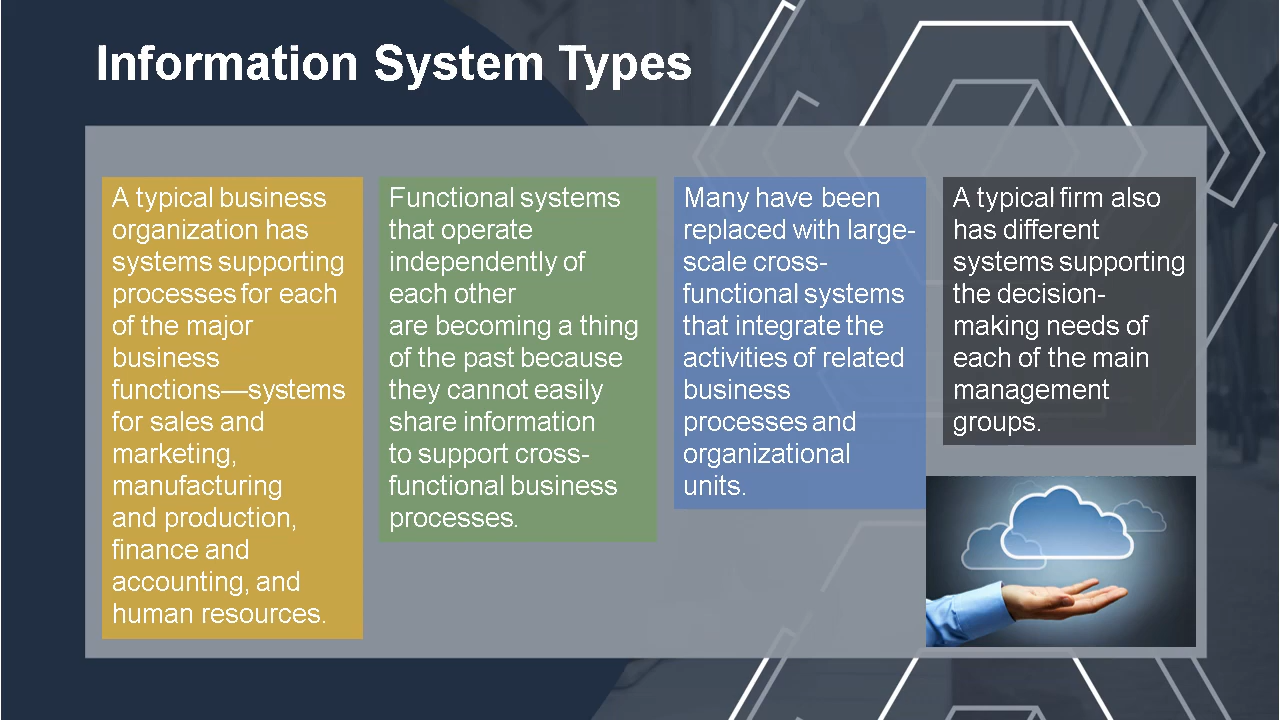 Information System Types
A typical business
organization has
systems supporting
processes for each
of the major
business
functions—systems
for sales and
marketing,
manufacturing
and production,
finance and
accounting, and
human resources.
Functional systems
that operate
independently of
each other
are becoming a thing
of the past because
they cannot easily
share information
to support cross-
functional business
processes.
Many have been
replaced with large-
scale cross-
functional systems
that integrate the
activities of related
business
processes and
organizational
units.
A typical firm also
has different
systems supporting
the decision-
making needs of
each of the main
management
groups.